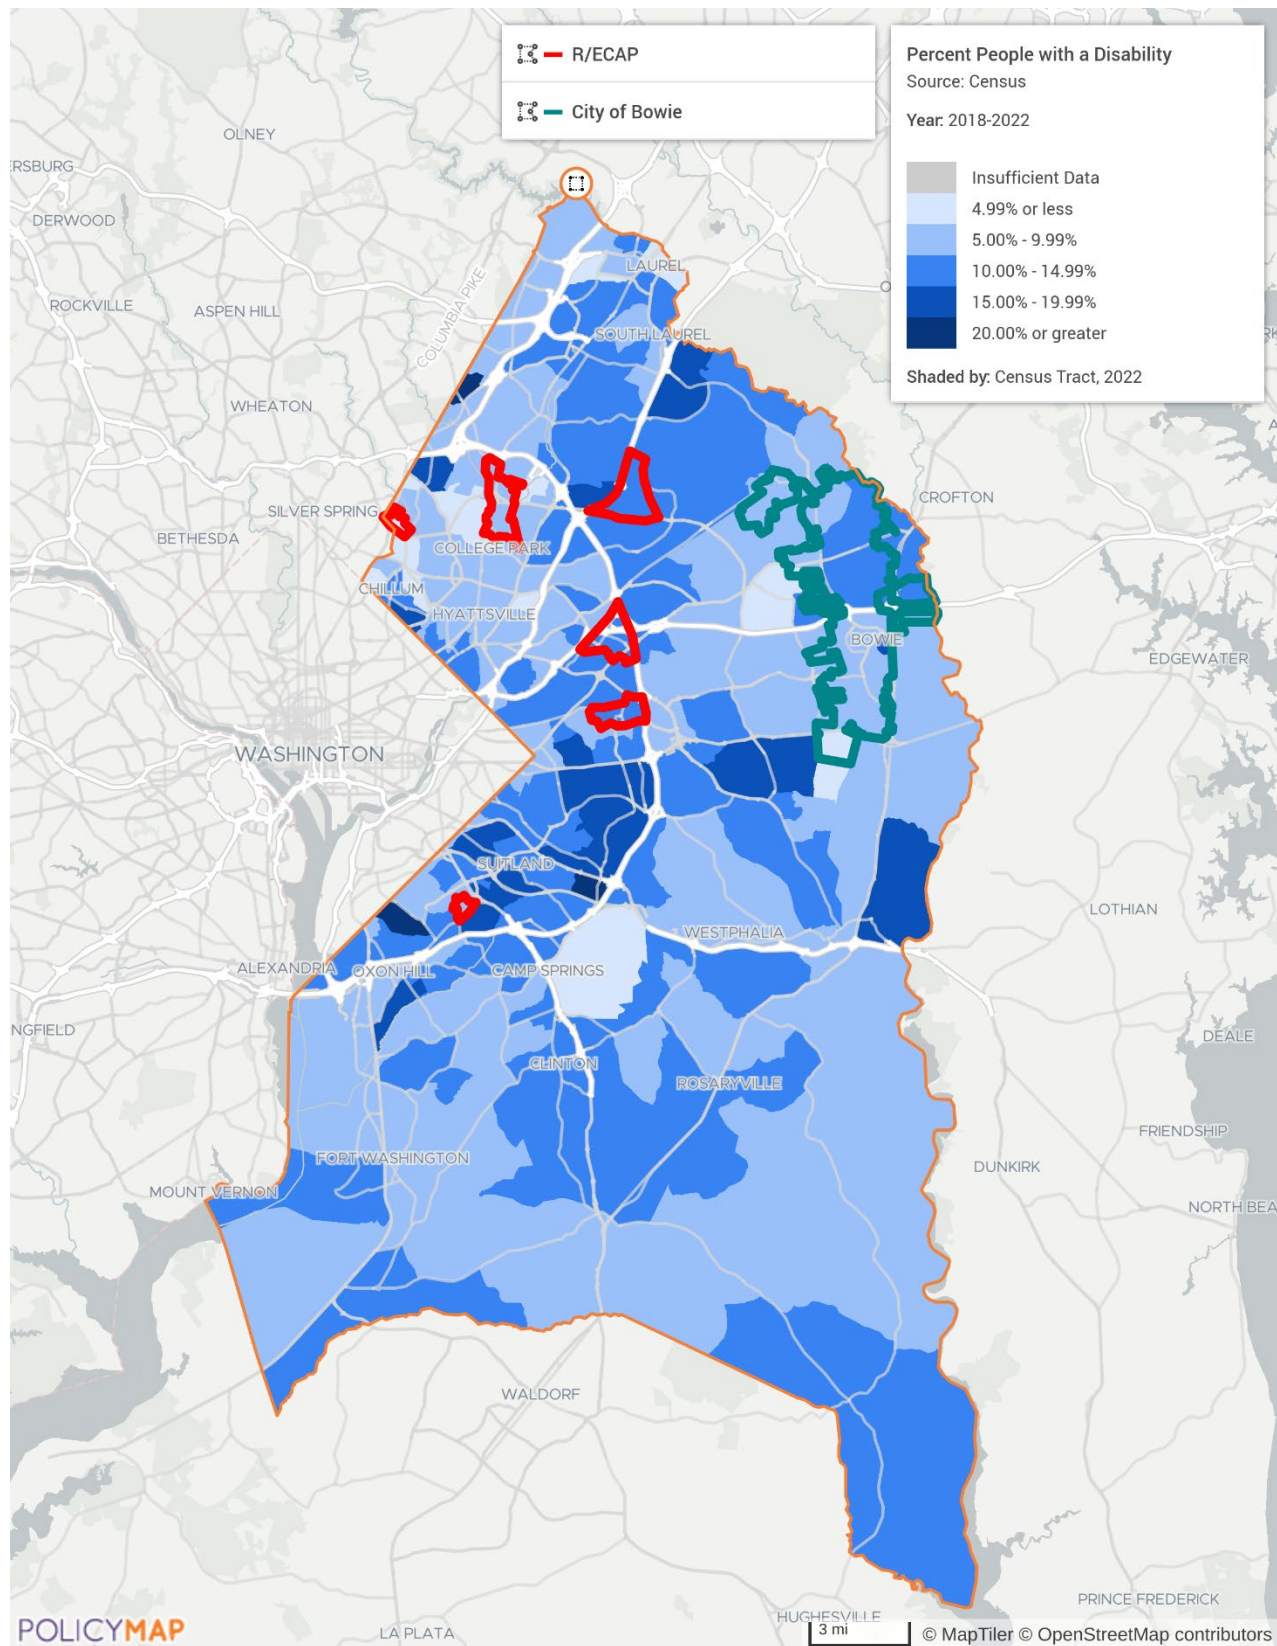 R/ECAP
City of Bowie
Percent People with a Disability
Source: Census
Year: 2018-2022
Insufficient Data
4.99% or less
5.00% - 9.99%
10.00% - 14.99%
15.00% - 19.99%
20.00% or greater
Shaded by: Census Tract, 2022
OLNEY
ERSBURG
DERWOOD
LAUREL
ROCKVILLE
ASPEN HILL
COLUMBIA PIKE
SOUTH LAUREL
WHEATON
CROFTON
SILVER SPRING
BETHESDA
COLLEGE PARK
CHILLUM
HYATTSVILLE
BOWIE
EDGEWATER
WASHINGTON
SUITLAND
LOTHIAN
WESTPHALIA
ALEXANDRIA
OXON HILL
CAMP SPRINGS
NGFIELD
DEALE
CLINTON
ROSARYVILLE
FRIENDSHIP
FORT WASHINGTON
DUNKIRK
MOUNT VERNON
NORTH BEA
WALDORF
PRINCE FREDERICK
HUGHESVILLE
POLICYMAP
LA PLATA
3 mi
© MapTiler © OpenStreetMap contributors